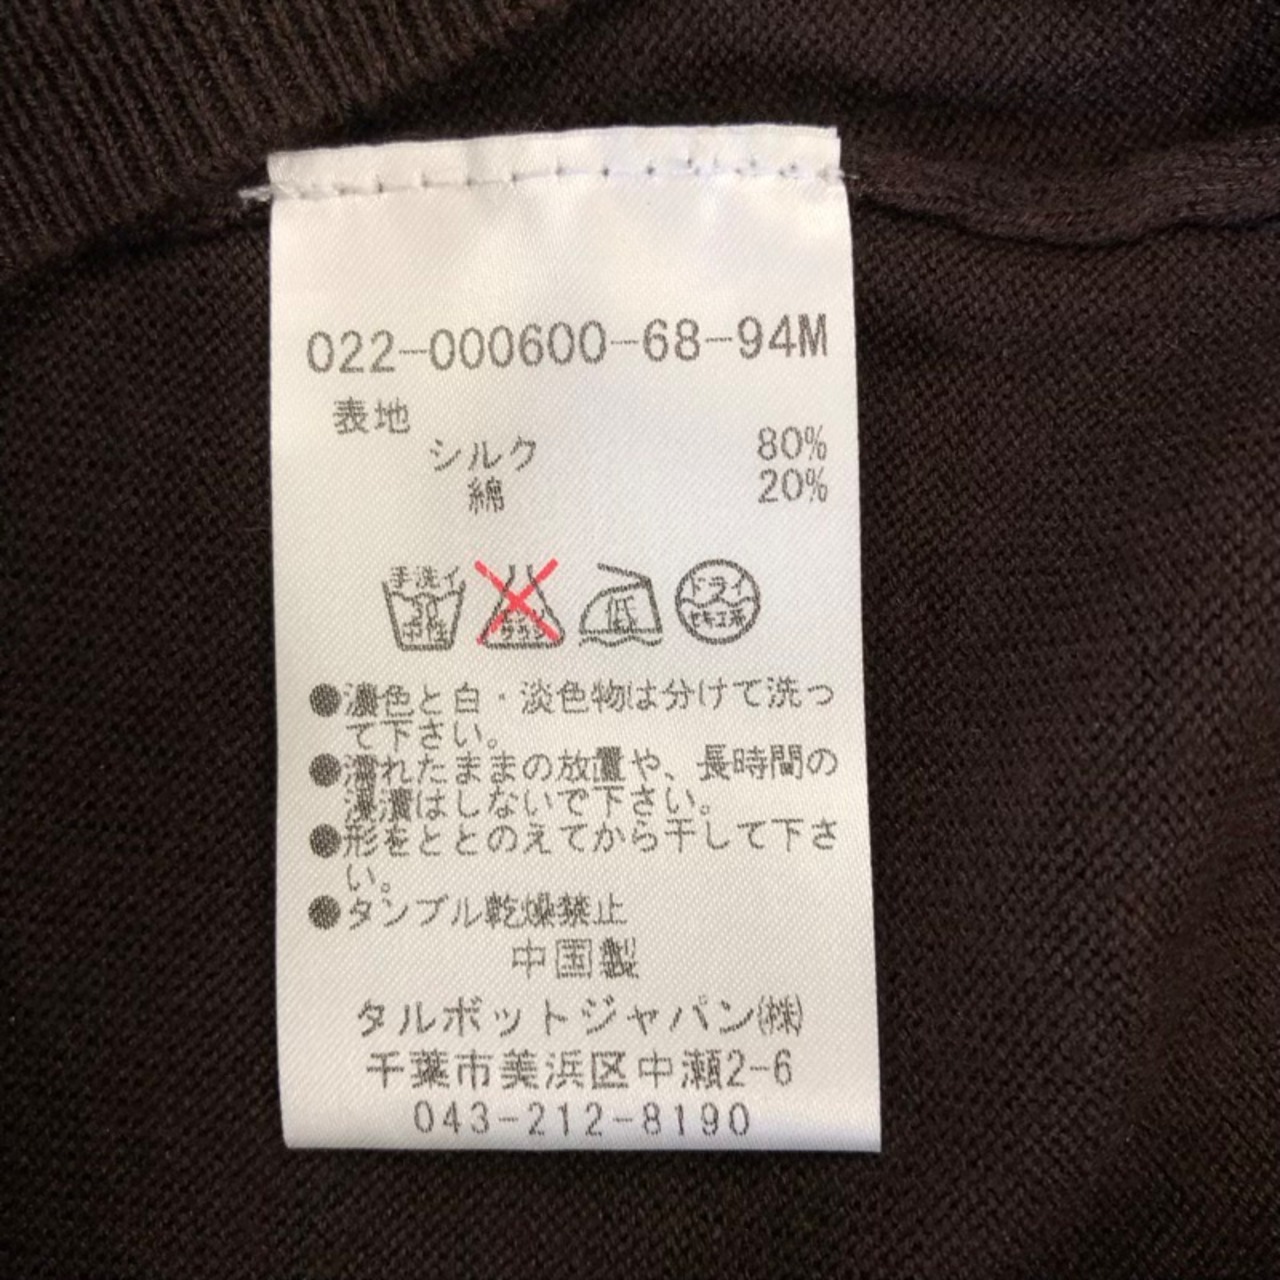 022-000600-68-94M
表地
シルク 80%
綿 20%
手洗イ 30 中性
低
ドライ セキユ系
●濃色と白・淡色物は分けて洗っ
て下さい。
●濡れたままの放置や、長時間の
浸漬はしないで下さい。
●形をととのえてから干して下さ
い。
●タンブル乾燥禁止
中国製
タルボットジャパン㈱
千葉市美浜区中瀬2-6
043-212-8190